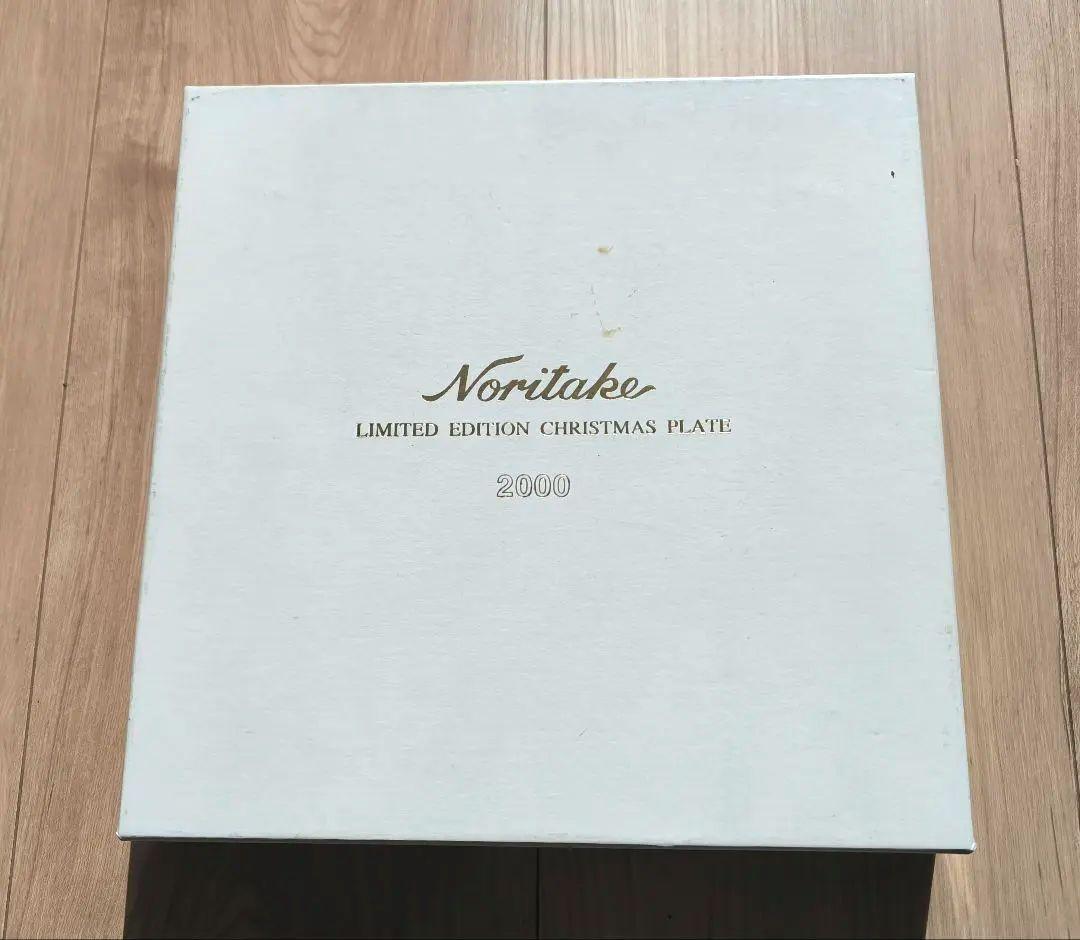 Noritake
LIMITED EDITION CHRISTMAS PLATE
2000